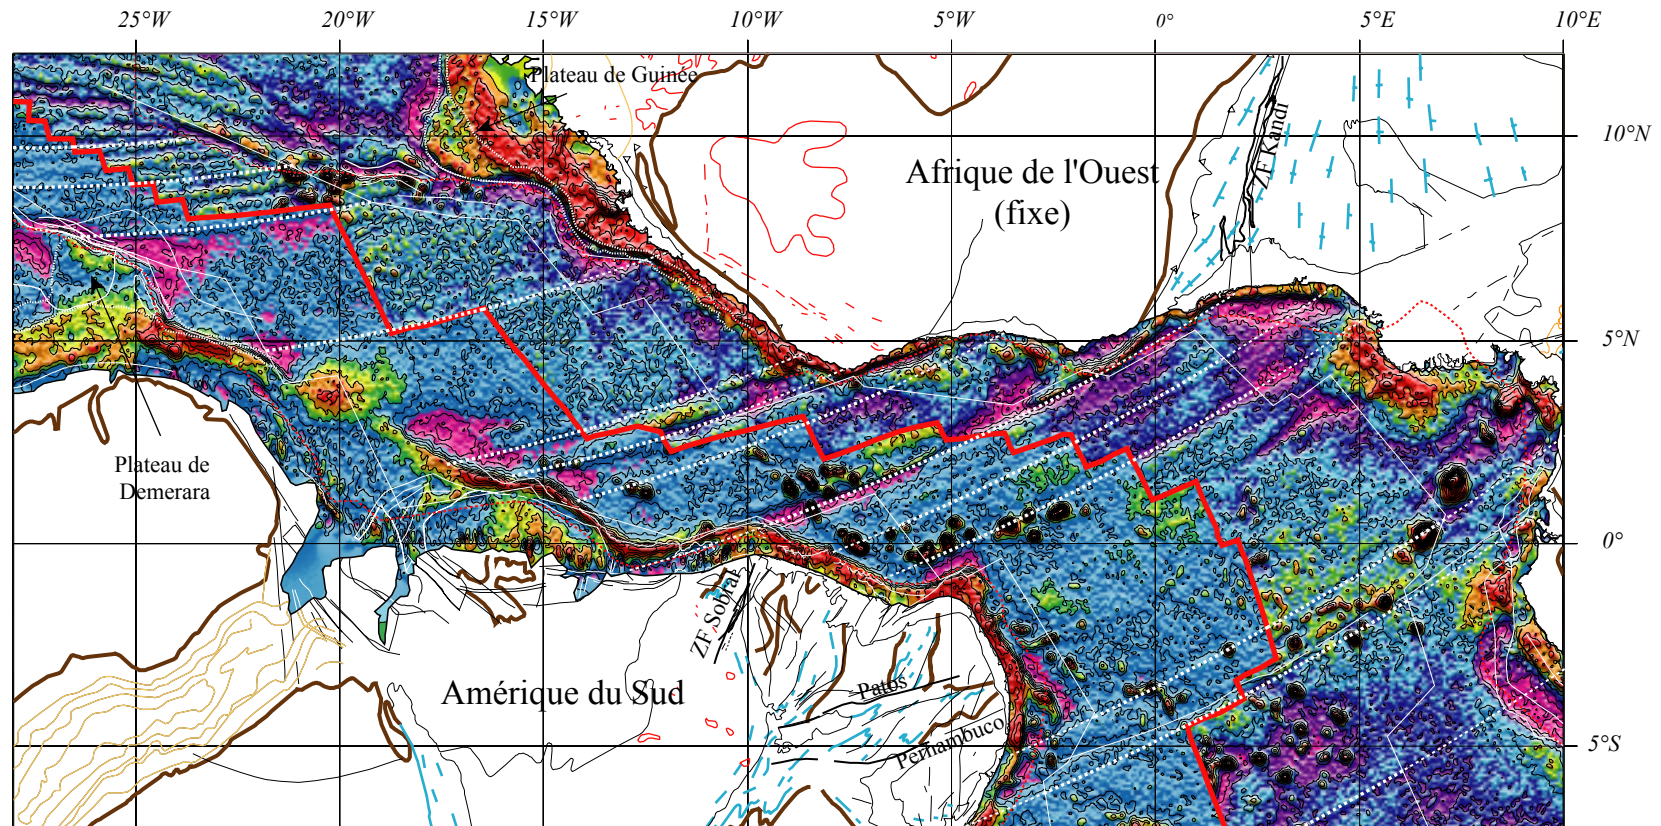 25°W
20°W
15°W
10°W
5°W
0°
5°E
10°E
Plateau de Guinée
10°N
ZF Kandi
Afrique de l'Ouest
(fixe)
5°N
Plateau de
Demerara
0°
ZF Sobral
Patos
Amérique du Sud
Pernambuco
5°S